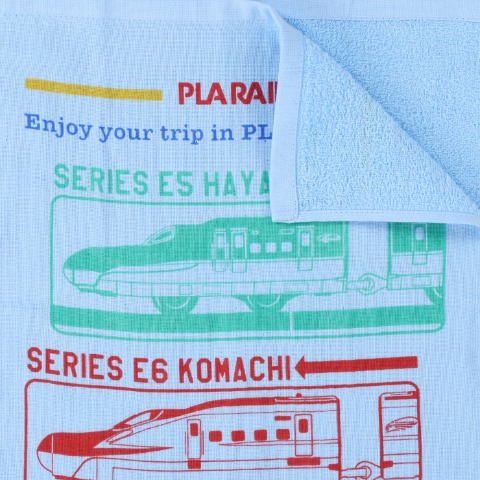 PLARAI
Enjoy your trip in PL
SERIES E5 HAYA
SERIES E6 KOMACHI